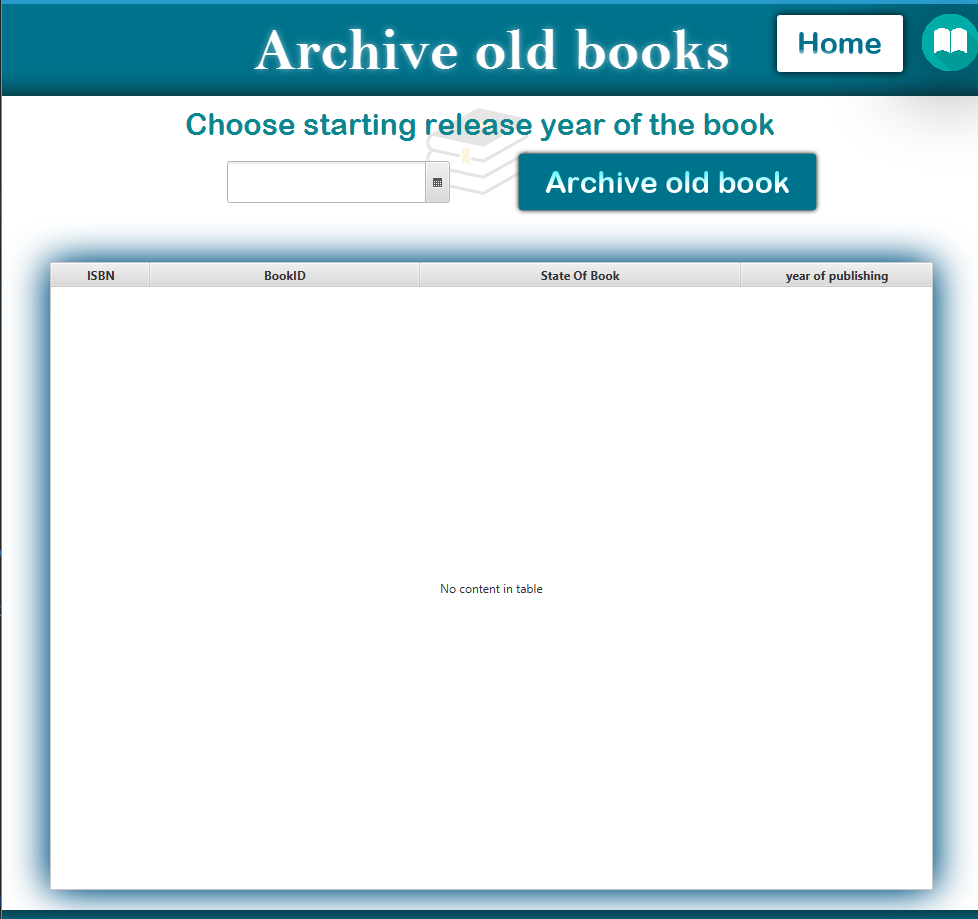 Archive old books
Home
Choose starting release year of the book
Archive old book
ISBN BookID State Of Book year of publishing
No content in table